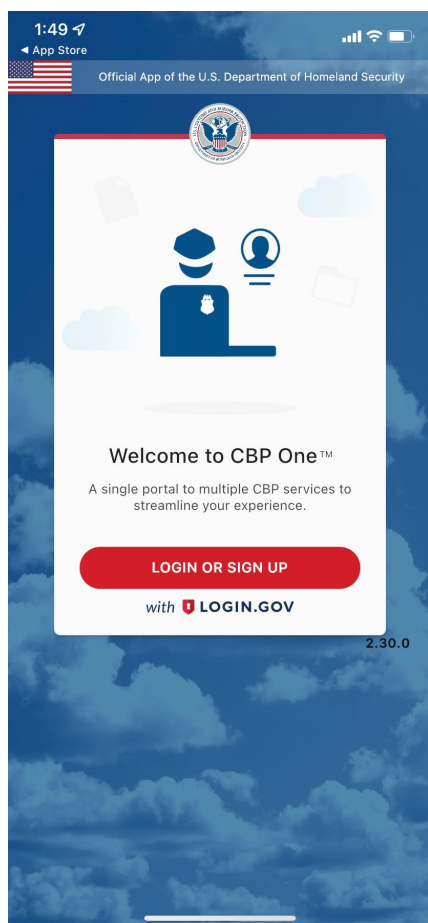 1:49
◀ App Store
Official App of the U.S. Department of Homeland Security
Welcome to CBP One™
A single portal to multiple CBP services to
streamline your experience.
LOGIN OR SIGN UP
with LOGIN.GOV
2.30.0